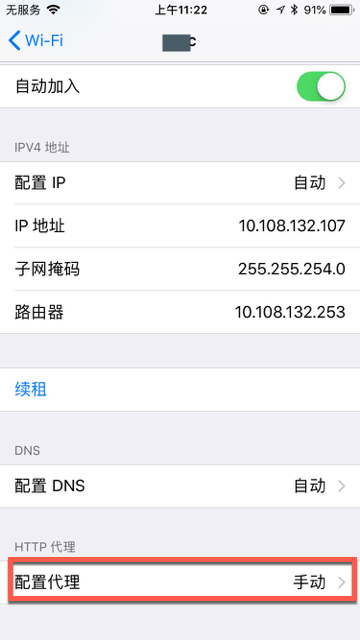 无服务 上午11:22 91%
Wi-Fi
自动加入
IPV4 地址
配置 IP 自动
IP 地址 10.108.132.107
子网掩码 255.255.254.0
路由器 10.108.132.253
续租
DNS
配置 DNS 自动
HTTP 代理
配置代理 手动